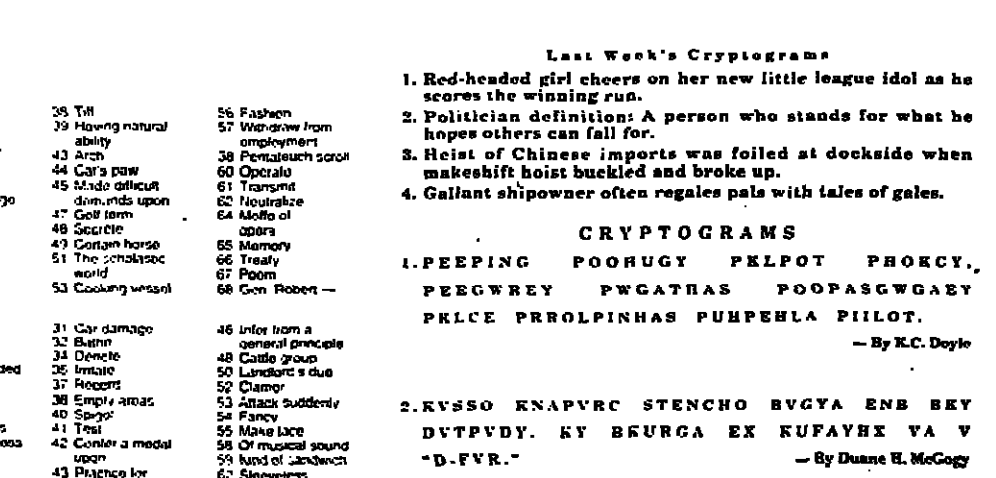 38 Till
39 Having natural
ability
43 Arch
44 Cat's paw
45 Made difficult
demands upon
47 Golf term
48 Secrete
49 Certain horse
51 The scholastic
world
53 Cooking vessel
56 Fashion
57 Withdraw from
employment
58 Pentateuch scroll
60 Operate
61 Transmit
62 Neutralize
64 Moffo of
opera
65 Memory
66 Treaty
67 Poem
68 Gen Robert —
31 Car damage
34 Denote
37 Recent
38 Empty areas
40 Spigot
41 Test
42 Confer a medal
upon
43 Practice for
46 Infer from a
general principle
48 Cattle group
50 Landlord's due
52 Clamor
53 Attack suddenly
54 Fancy
55 Make lace
58 Of musical sound
59 Kind of sandwich
Last Week's Cryptograms
1. Red-headed girl cheers on her new little league idol as he
scores the winning run.
2. Politician definition: A person who stands for what he
hopes others can fall for.
3. Heist of Chinese imports was foiled at dockside when
makeshift hoist buckled and broke up.
4. Gallant shipowner often regales pals with tales of gales.
CRYPTOGRAMS
1. PEEPING POOHUGY PKLPOT PHOKCY,
PEEGWREY PWGATHAS POOPASGWGAEY
PKLCE PRROLPINHAS PUHPEHLA PIILOT.
— By K.C. Doyle
2. KVSSO KNAPVRC STENCHO BVGYA ENB BKY
DVTPVDY. KY BKURGA EX KUFAYHX VA V
"D-FVR."
— By Duane H. McGogy